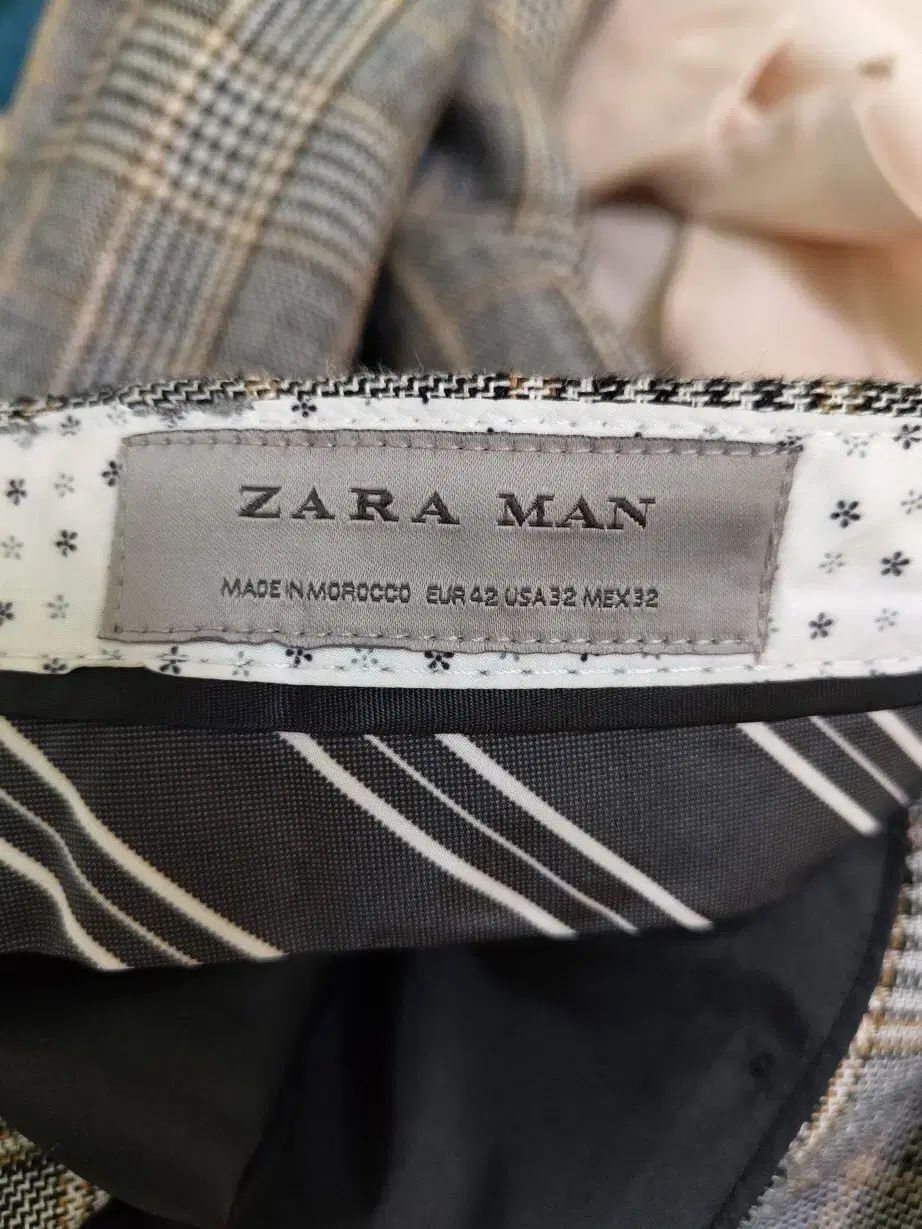 ZARA MAN
MADE IN MOROCCO EUR 42 USA 32 MEX 32